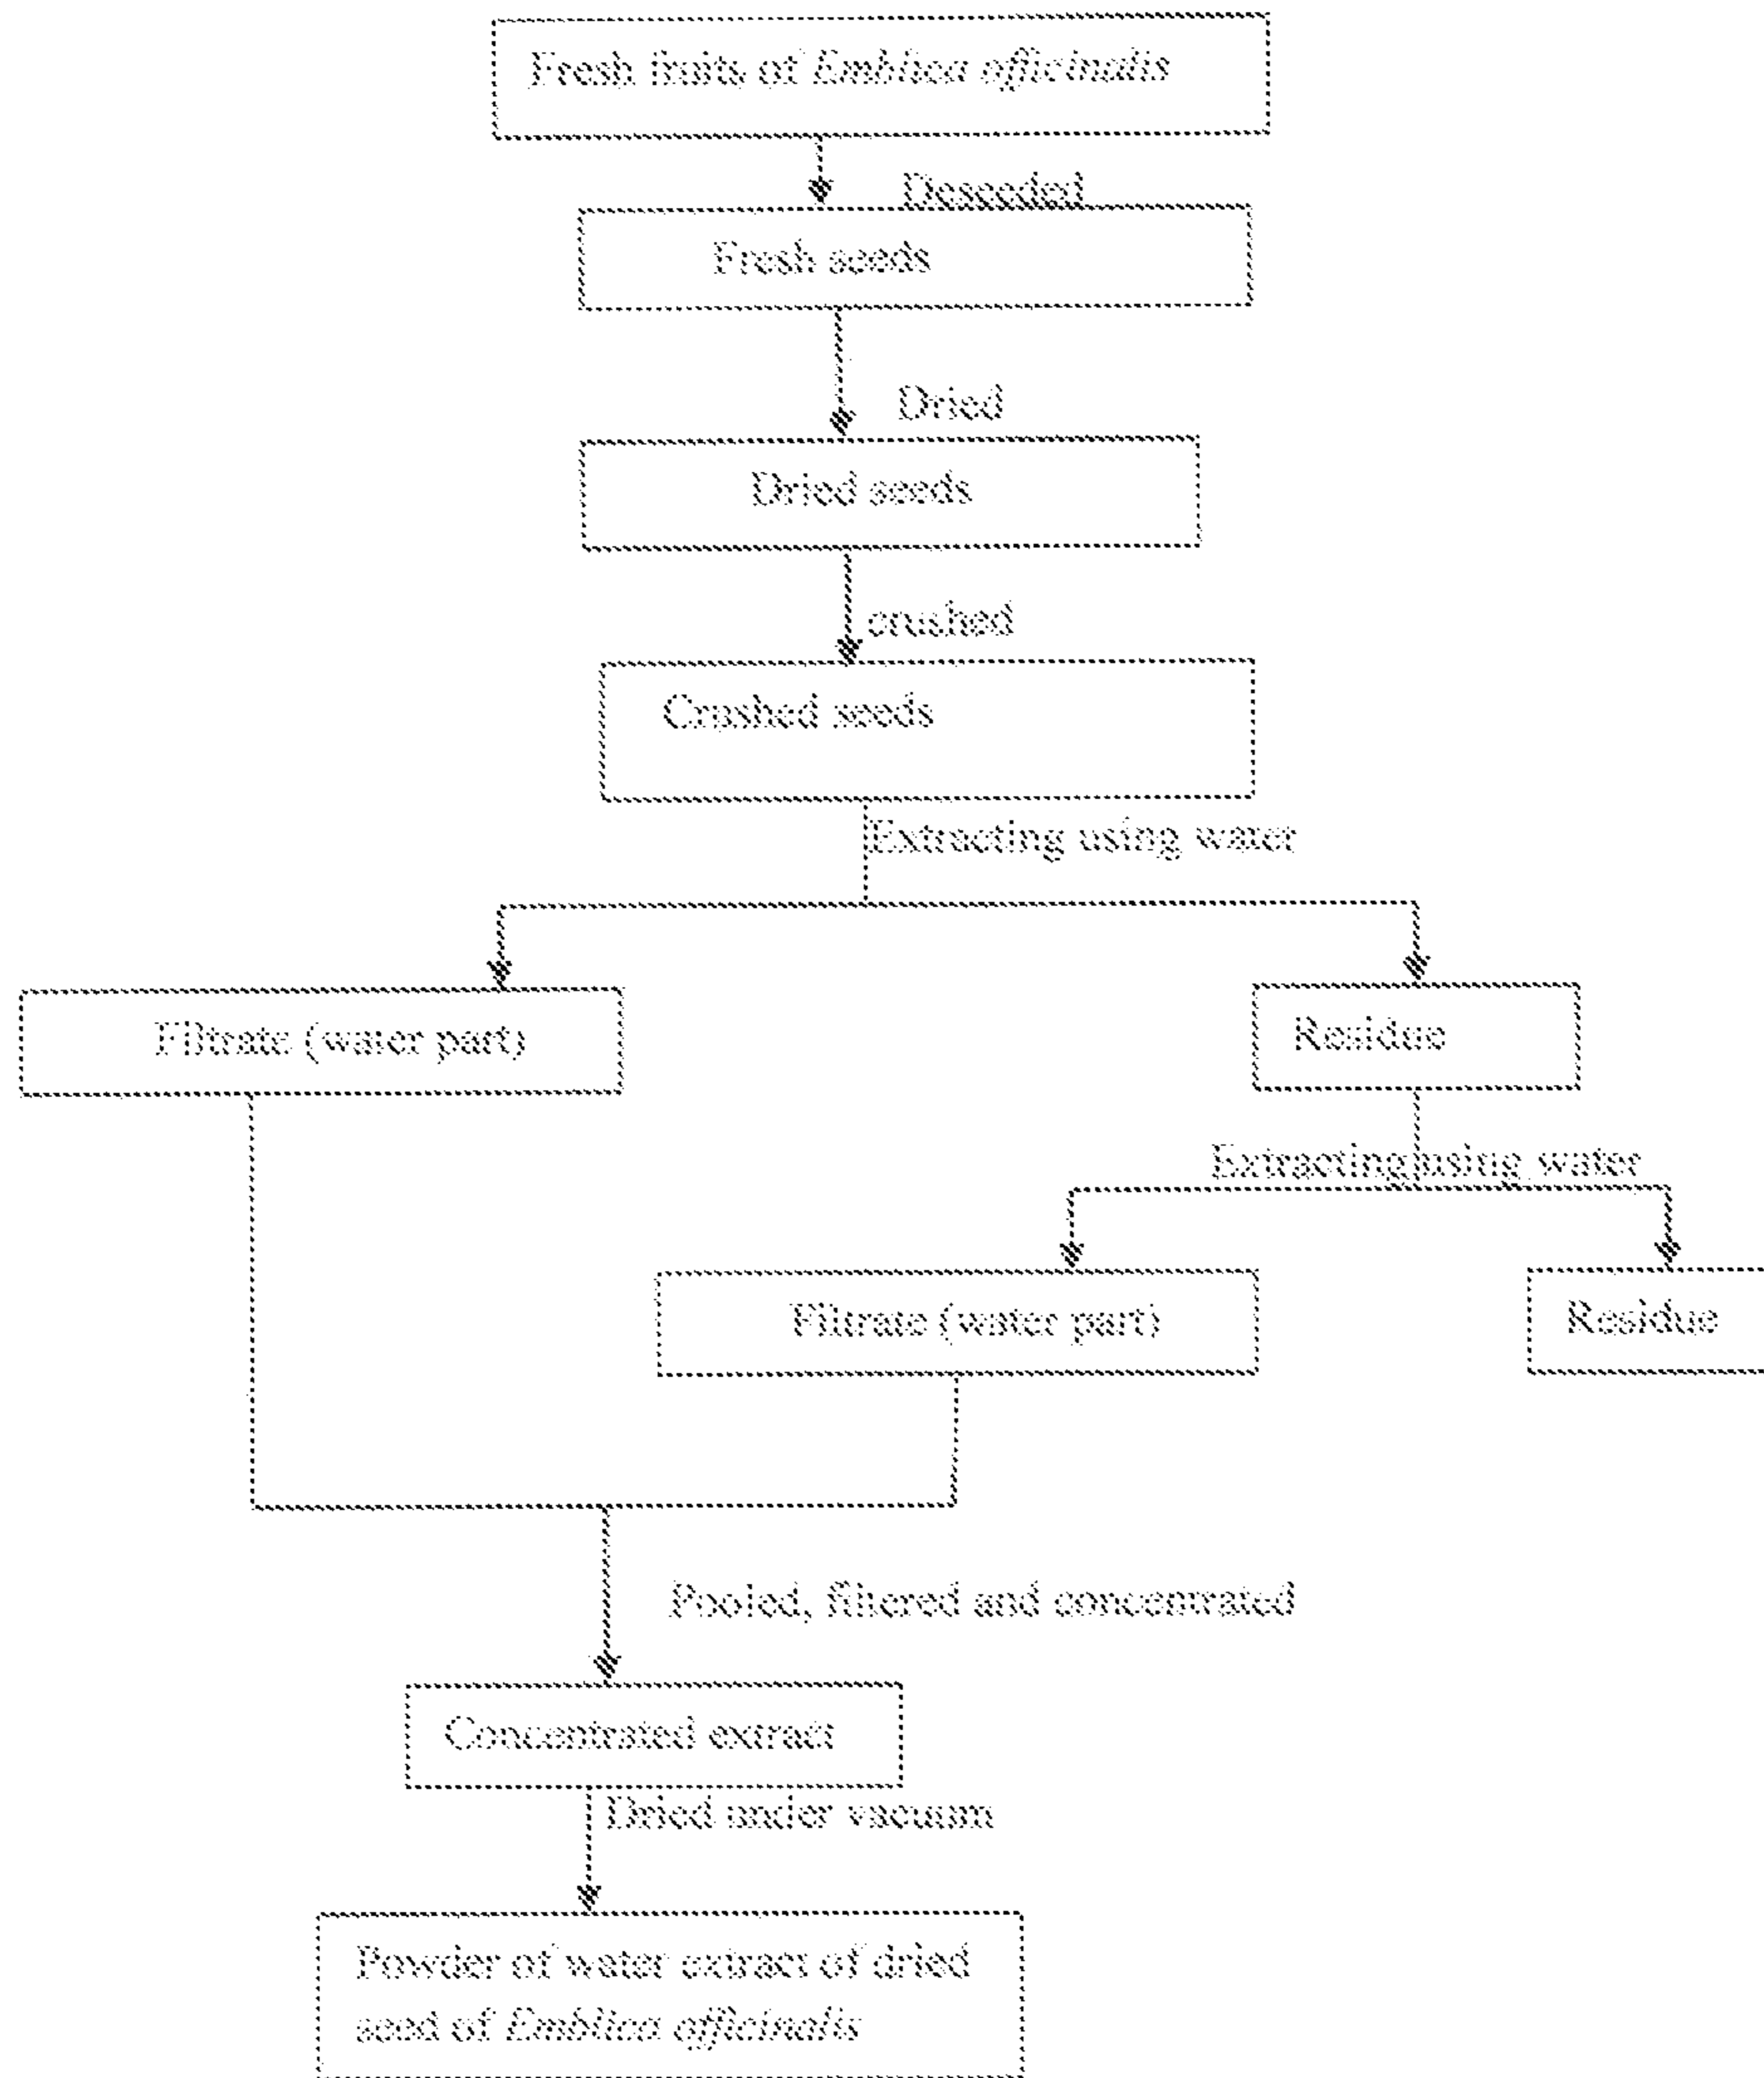 Fresh fruits of Emblica officinalis
Deseeded
Fresh seeds
Dried
Dried seeds
crushed
Crushed seeds
Extracting using water
Filtrate (water part)
Residue
Extracting using water
Filtrate (water part)
Residue
Pooled, filtered and concentrated
Concentrated extract
Dried under vacuum
Powder of water extract of dried
seed of Emblica officinalis